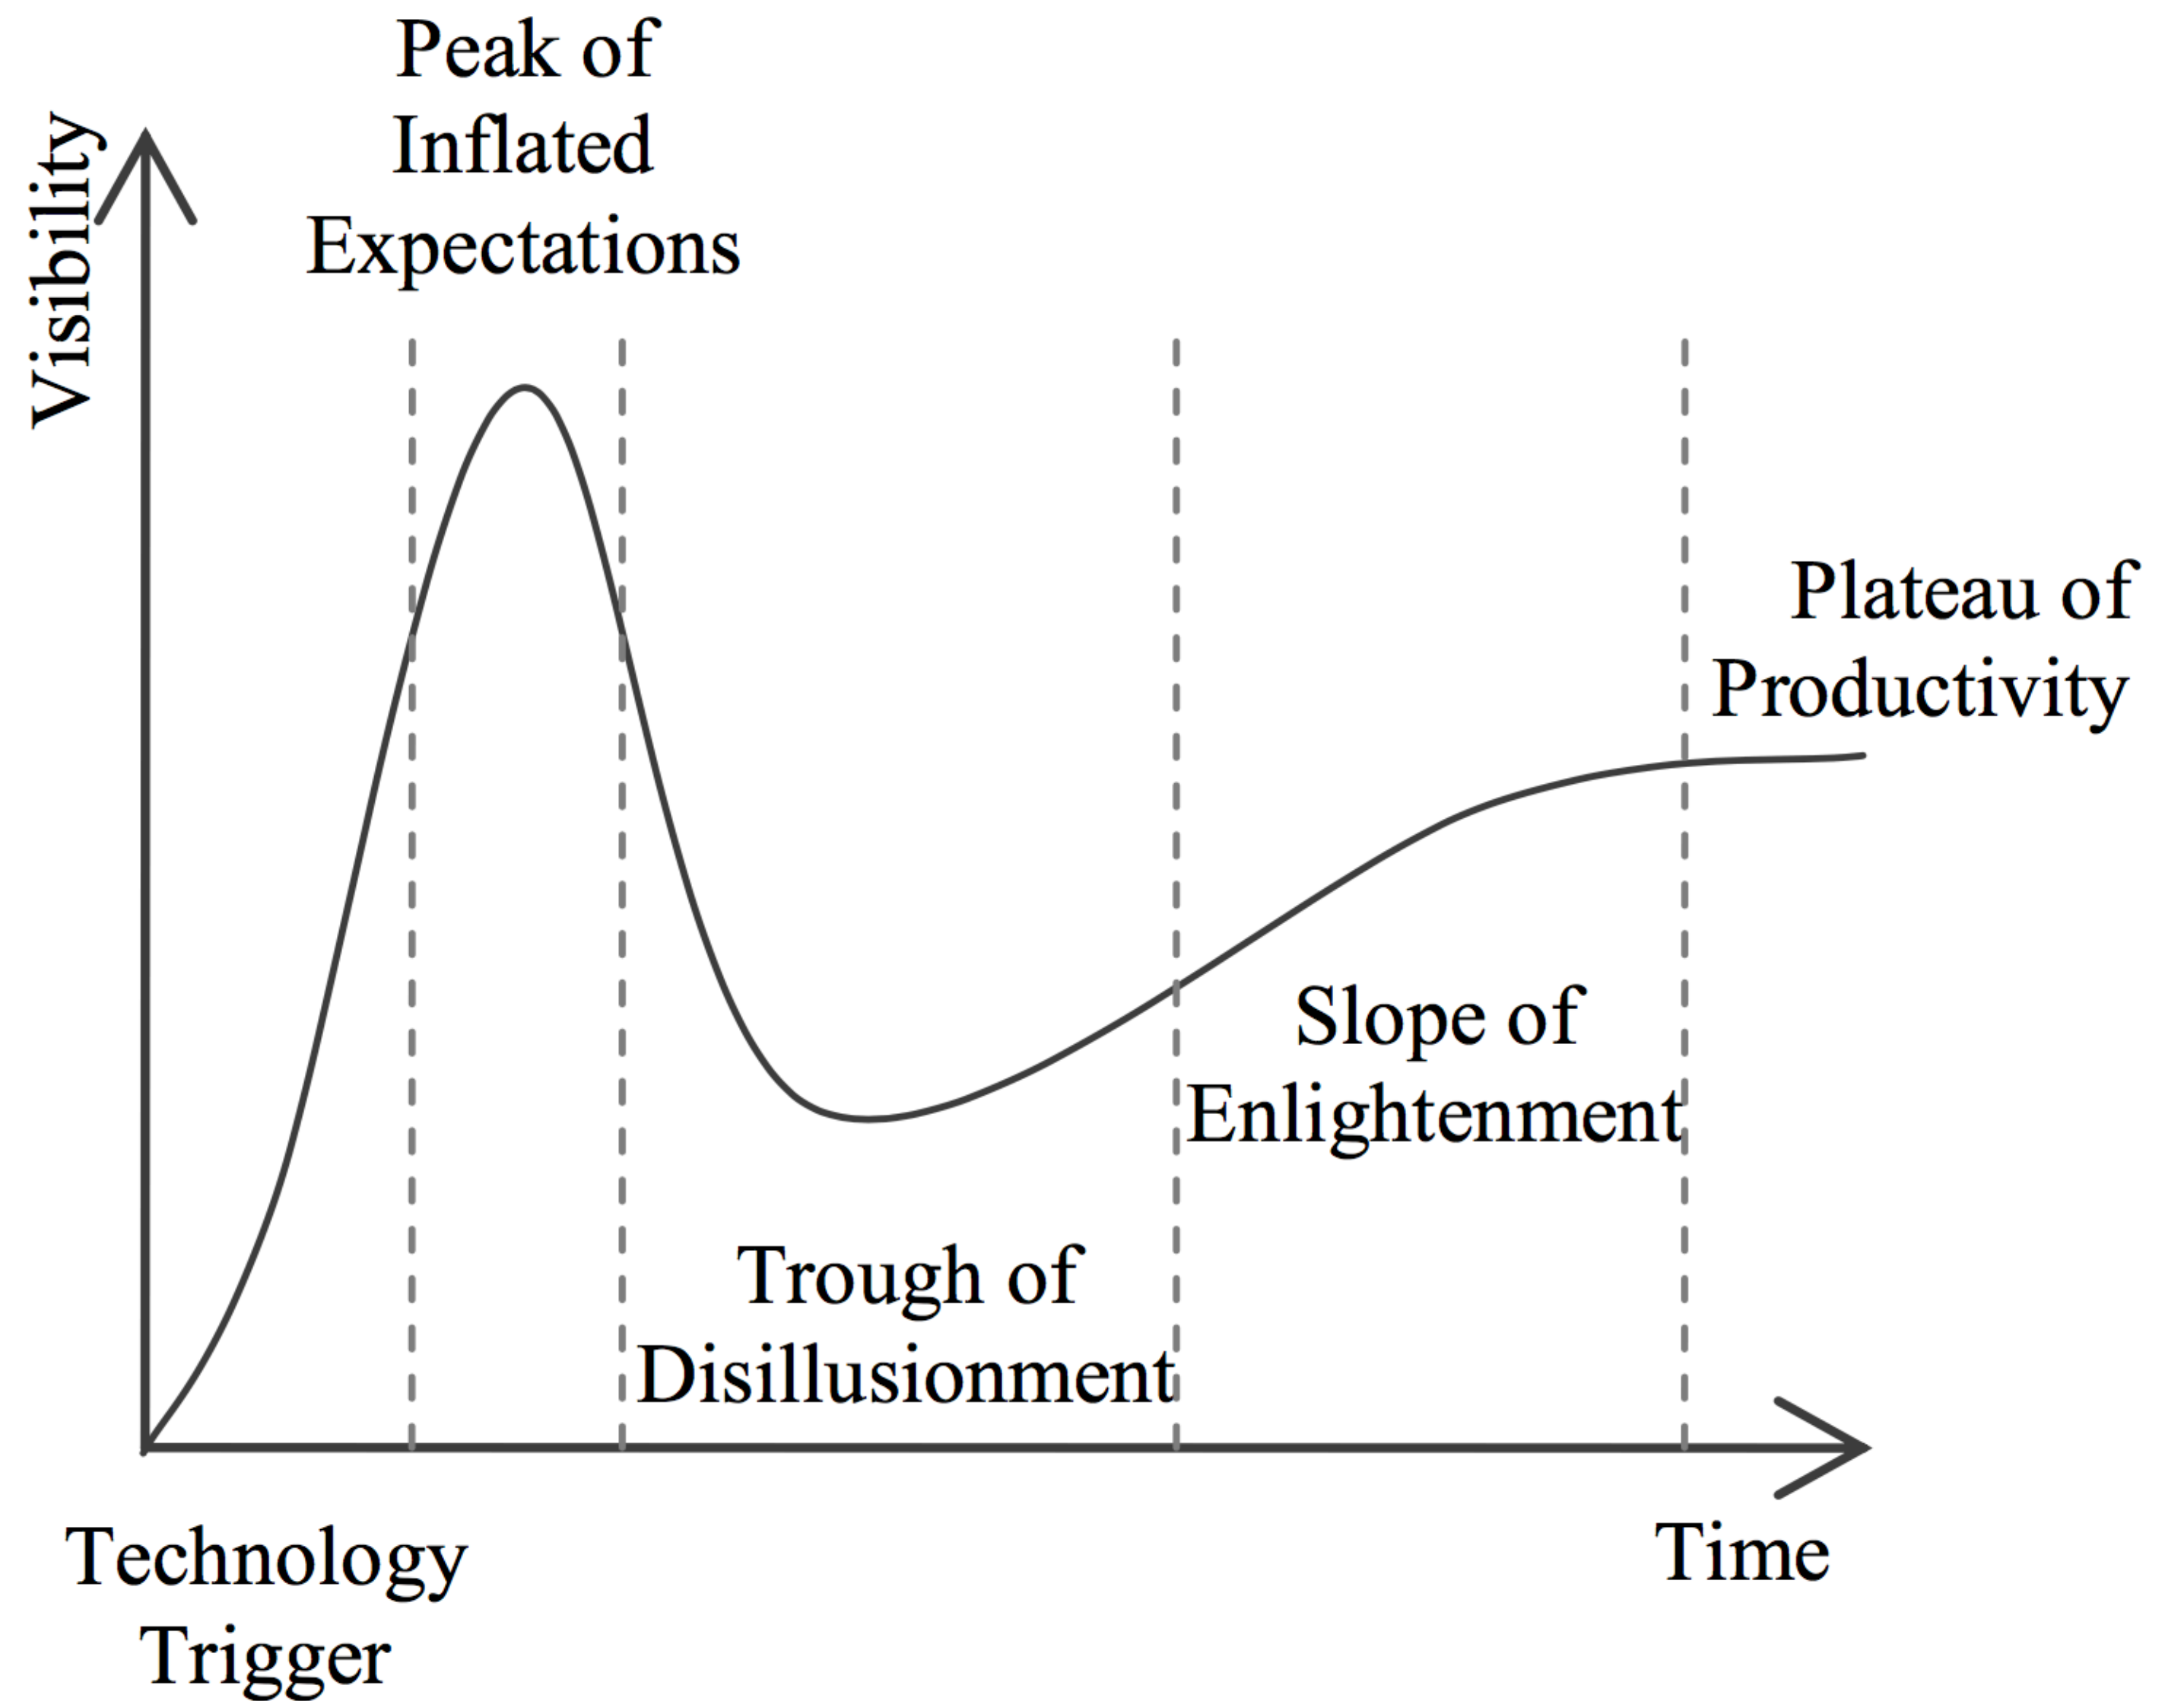 Peak of
Inflated
Expectations
Visibility
Plateau of
Productivity
Slope of
Enlightenment
Trough of
Disillusionment
Technology
Trigger
Time